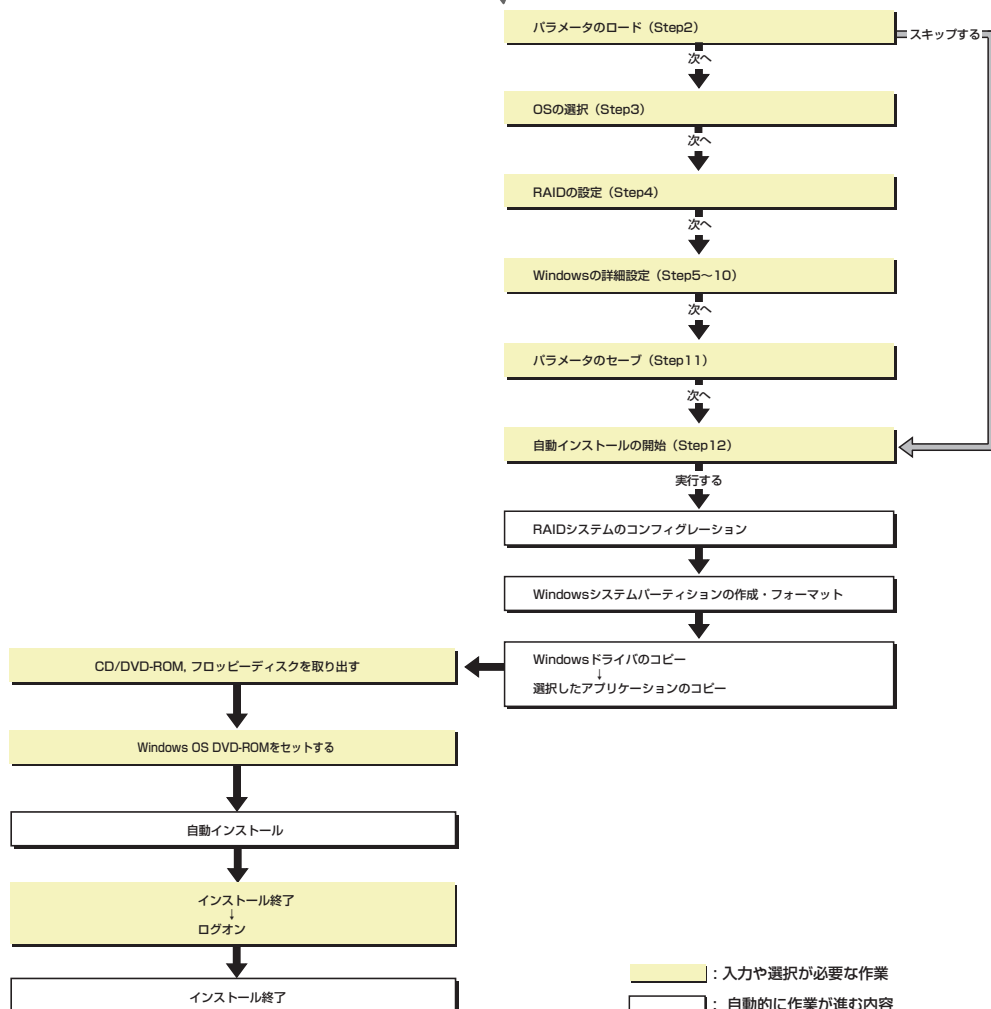 パラメータのロード（Step2）
スキップする
次へ
OSの選択（Step3）
次へ
RAIDの設定（Step4）
次へ
Windowsの詳細設定（Step5～10）
次へ
パラメータのセーブ（Step11）
次へ
自動インストールの開始（Step12）
実行する
RAIDシステムのコンフィグレーション
Windowsシステムパーティションの作成・フォーマット
Windowsドライバのコピー
↓
選択したアプリケーションのコピー
CD/DVD-ROM, フロッピーディスクを取り出す
Windows OS DVD-ROMをセットする
自動インストール
インストール終了
↓
ログオン
インストール終了
：入力や選択が必要な作業
：自動的に作業が進む内容